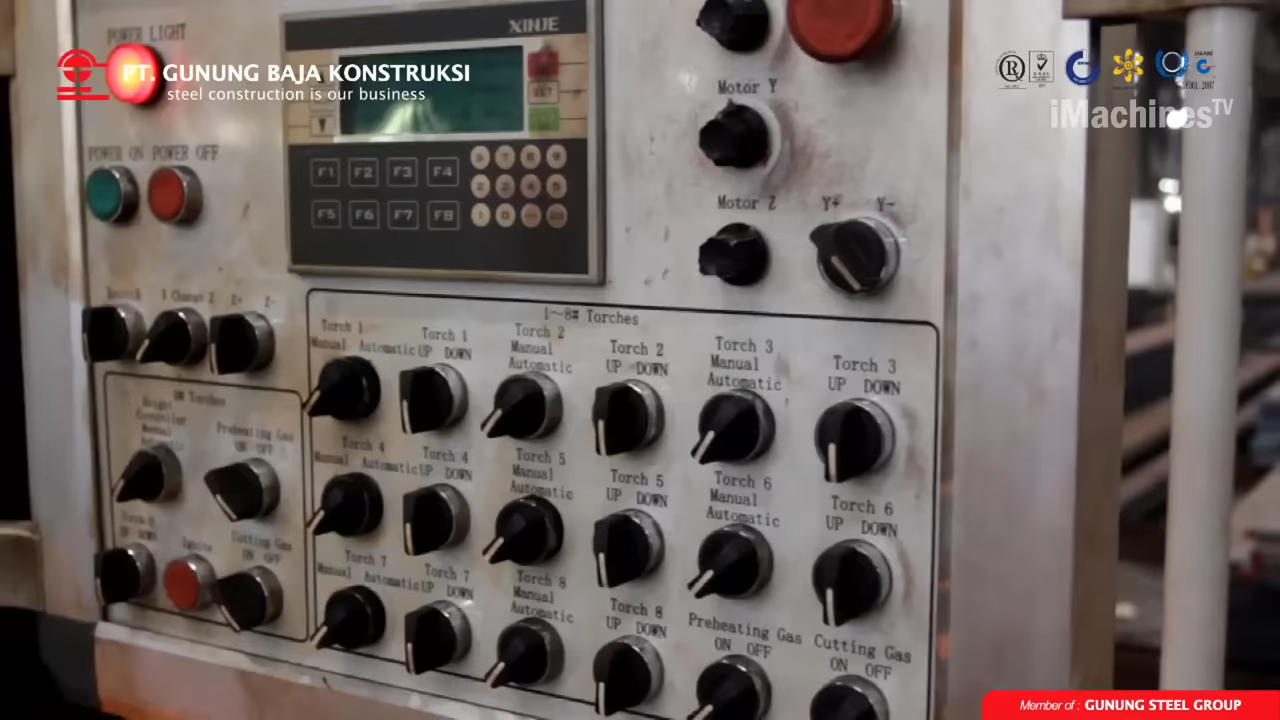 POWER LIGHT
PT. GUNUNG BAJA KONSTRUKSI
steel construction is our business
XINJE
iMachinesTV
POWER ON POWER OFF
F1 F2 F3 F4
F5 F6 F7 F8
Motor Y
Motor Z
Y+ Y-
1 Change 2
Z+ Z-
1~8# Torches
Torch 1
Manual Automatic
Torch 1
UP DOWN
Torch 2
Manual
Automatic
Torch 2
UP DOWN
Torch 3
Manual
Automatic
Torch 3
UP DOWN
Torches
Manual
Preheating Gas
ON OFF
Torch 4
Manual Automatic
Torch 4
UP DOWN
Torch 5
Manual
Automatic
Torch 5
UP DOWN
Torch 6
Manual
Automatic
Torch 6
UP DOWN
Ignite
Cutting Gas
ON OFF
Torch 7
Manual Automatic
Torch 7
UP DOWN
Torch 8
Manual
Automatic
Torch 8
UP DOWN
Preheating Gas
ON OFF
Cutting Gas
ON OFF
Member of : GUNUNG STEEL GROUP